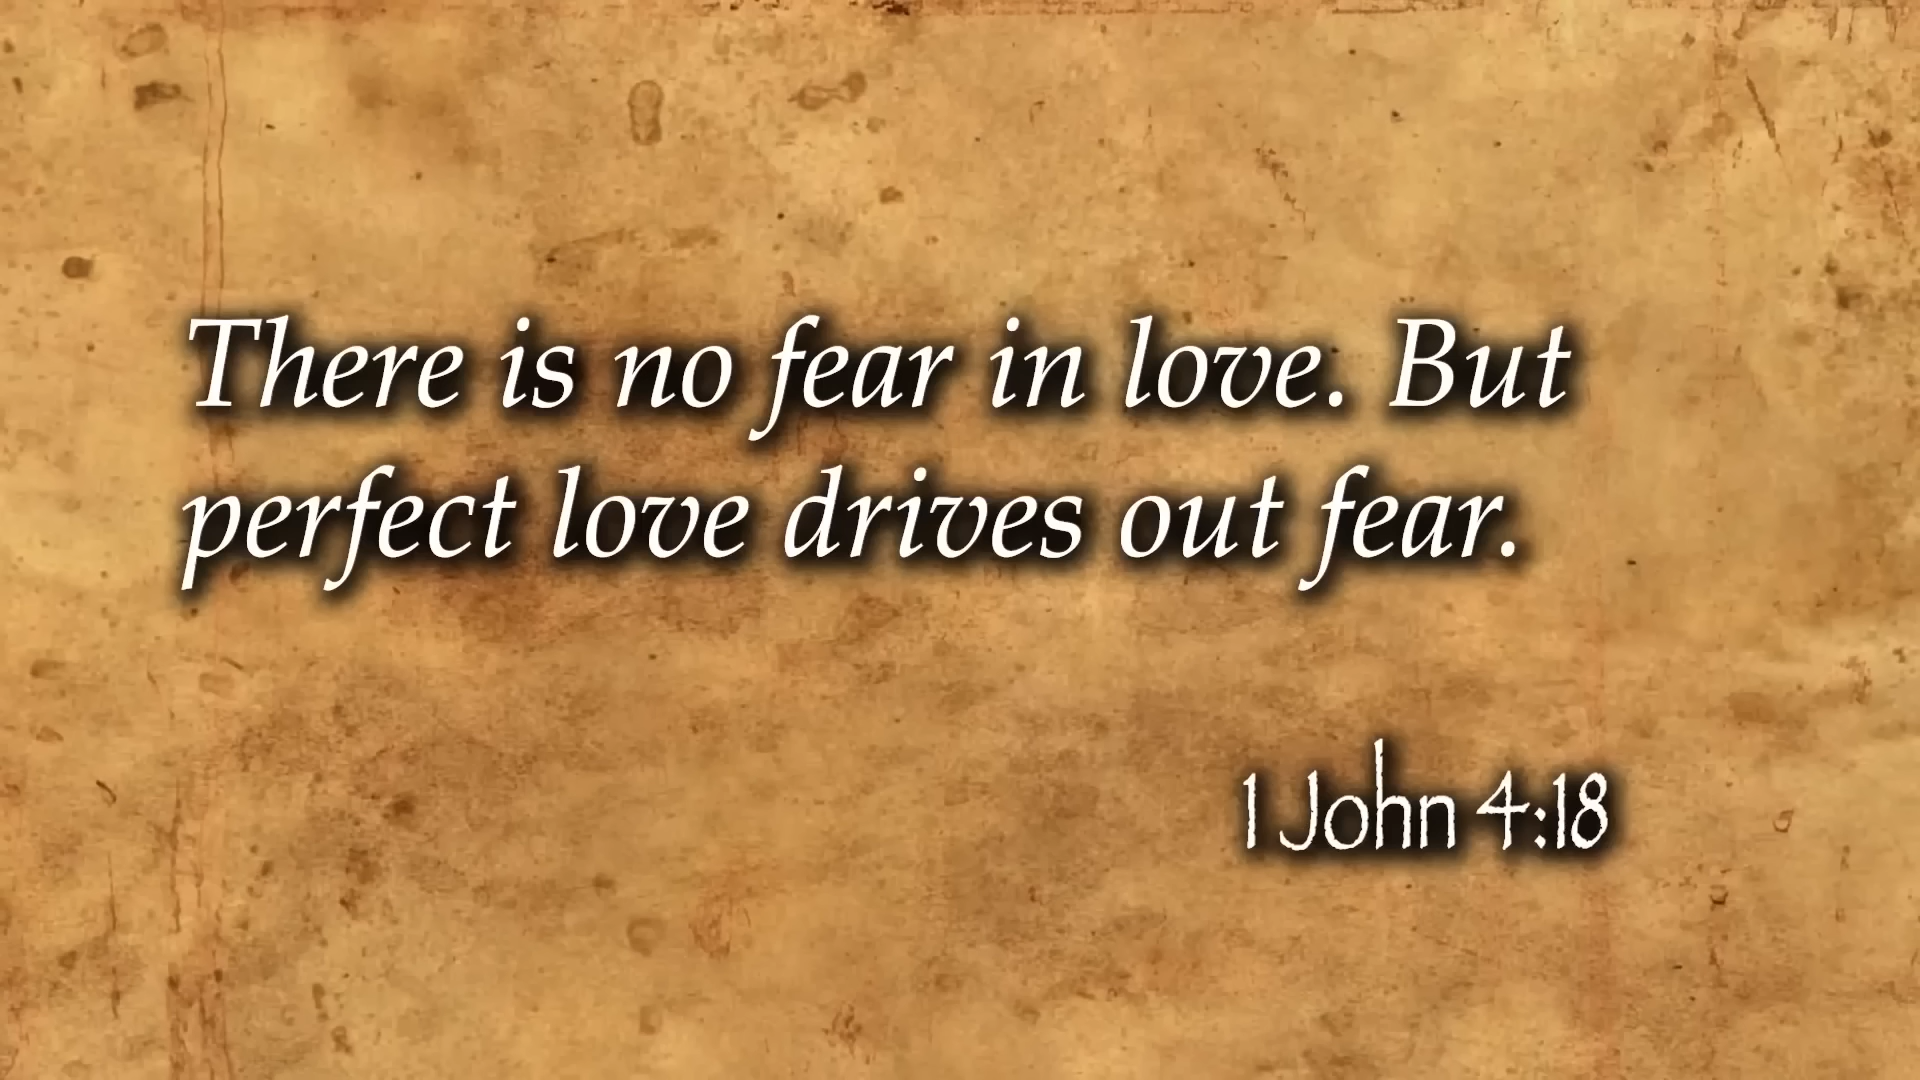 There is no fear in love. But
perfect love drives out fear.
1 John 4:18